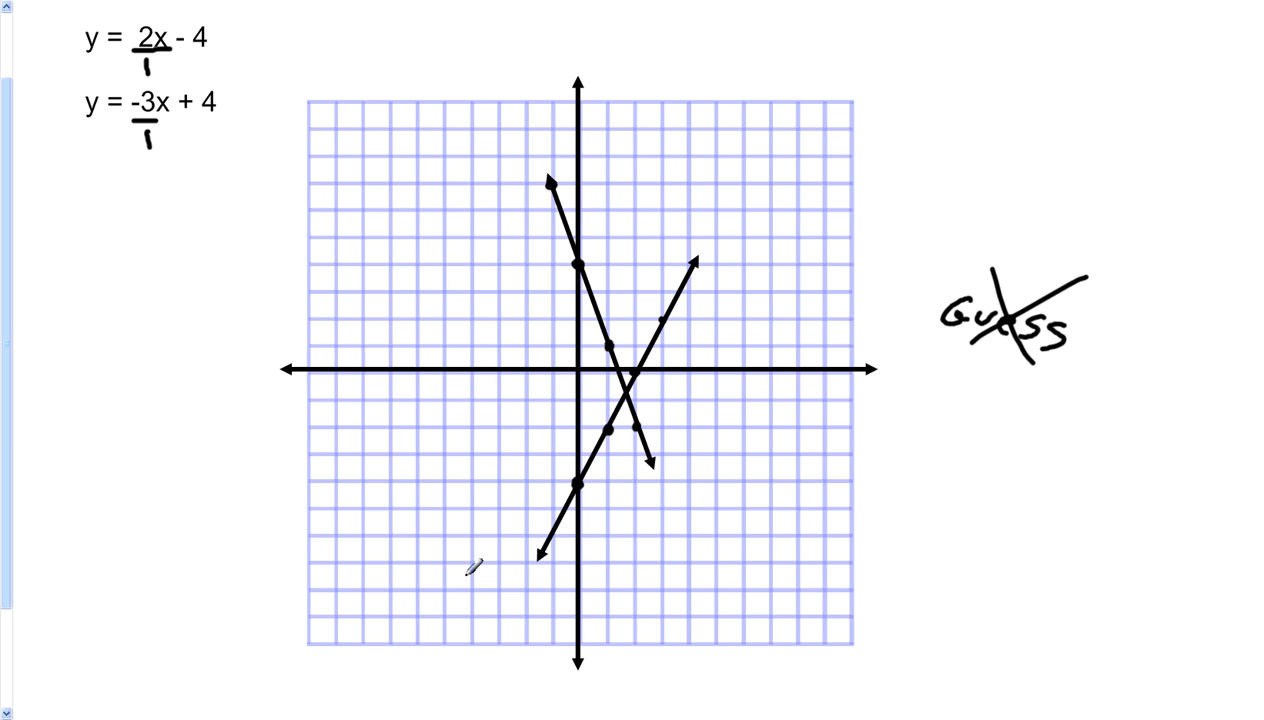 y = 2x - 4
1
y = -3x + 4
1
Guess